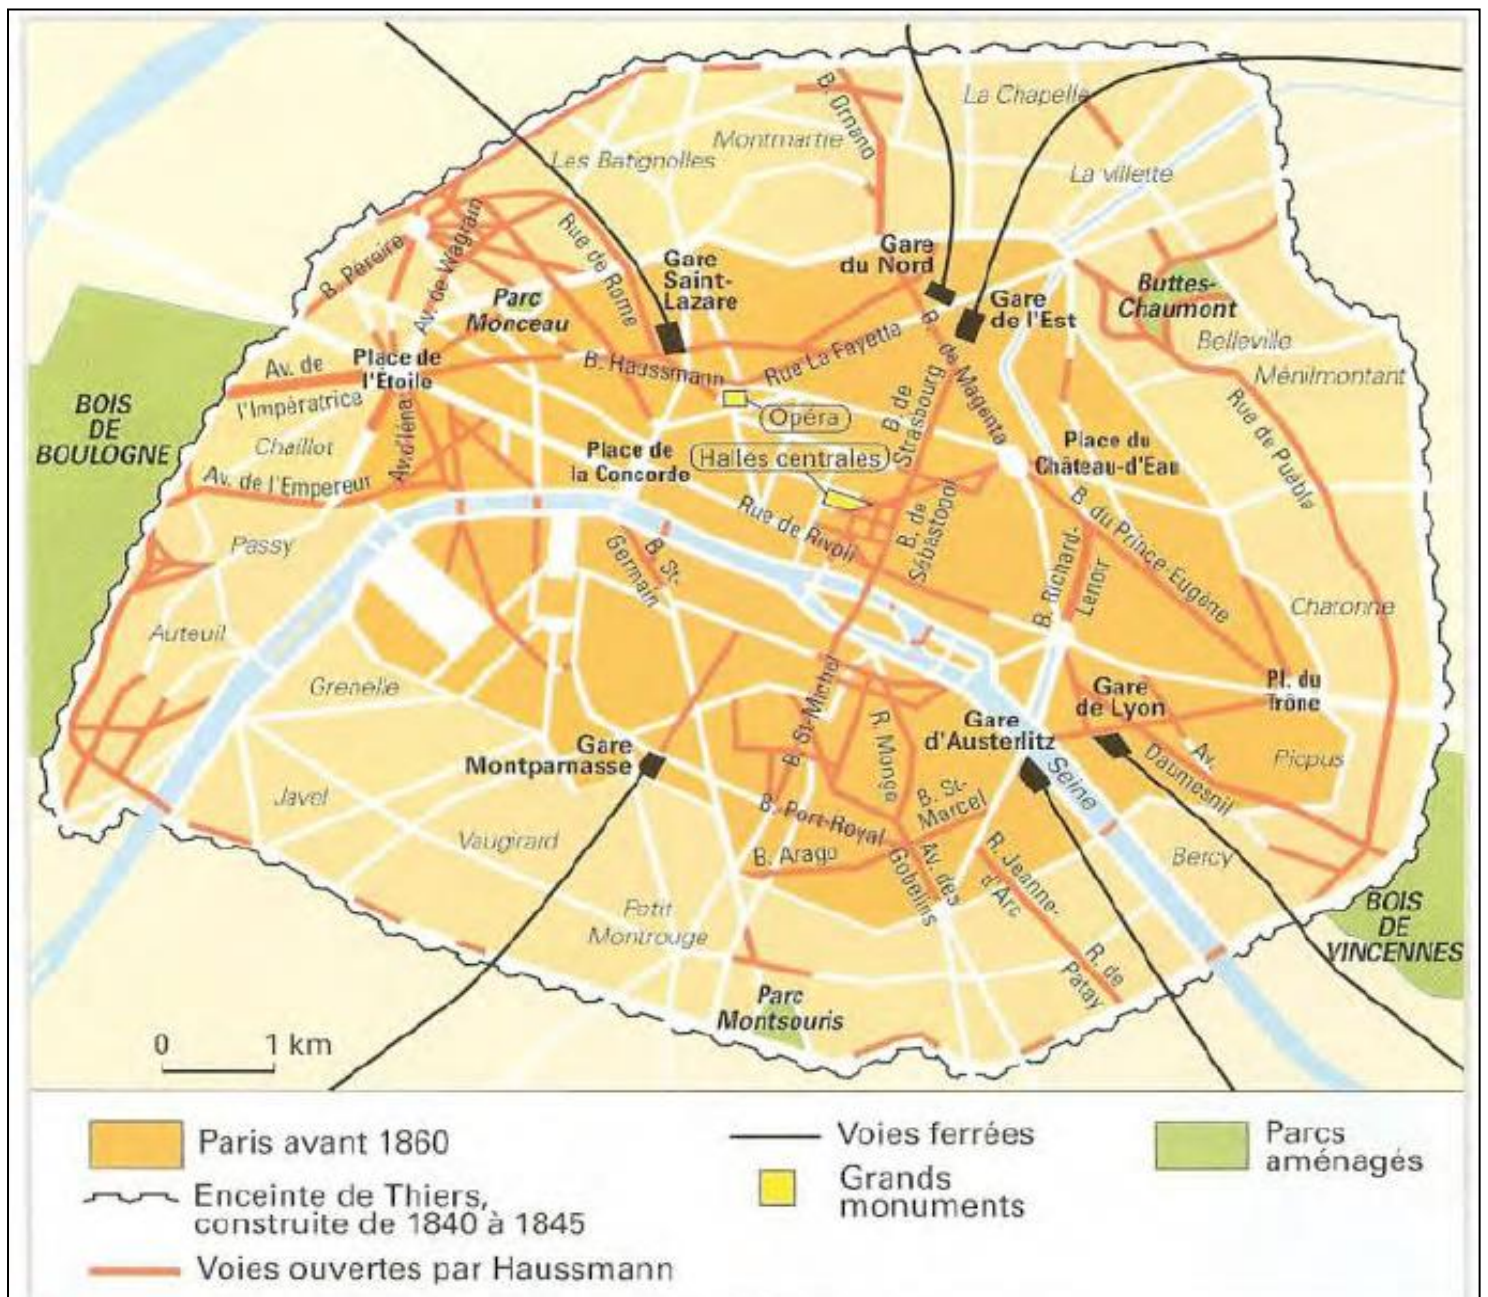 La Chapelle
B. Ornano
Montmartre
Les Batignolles
La villette
B. Pereire
Av. de Wagrain
Rue de Rome
Gare
Saint-
Lazare
Gare
du Nord
Parc
Monceau
Gare
de l'Est
Buttes-
Chaumont
Belleville
Ménilmontant
Place de
l'Étoile
Av. de
l'Impératrice
B. Haussmann
Rue La Fayette
B. de Magenta
B. de
Strasbourg
Opéra
BOIS
DE
BOULOGNE
Chaillot
Av. d'Iéna
Av. de l'Empereur
Place de
la Concorde
Halles centrales
Place du
Château-d'Eau
Rue de Puebla
Rue de Rivoli
B. de
Sébastopol
B. du Prince Eugène
B. Richard-
Lenoir
Passy
B. St-
Germain
Auteuil
Charonne
Grenelle
B. St-Michel
R. Monge
Gare
d'Austerlitz
Gare
de Lyon
Pl. du
Trône
Gare
Montparnasse
Seine
Av.
Daumesnil
Picpus
Javel
Vaugirard
B. Port-Royal
B. St-
Marcel
B. Arago
Av. des
Gobelins
R. Jeanne-
d'Arc
Bercy
Petit
Montrouge
R. de
Patay
BOIS
DE
VINCENNES
Parc
Montsouris
0 1 km
Paris avant 1860
Enceinte de Thiers,
construite de 1840 à 1845
Voies ouvertes par Haussmann
Voies ferrées
Grands
monuments
Parcs
aménagés